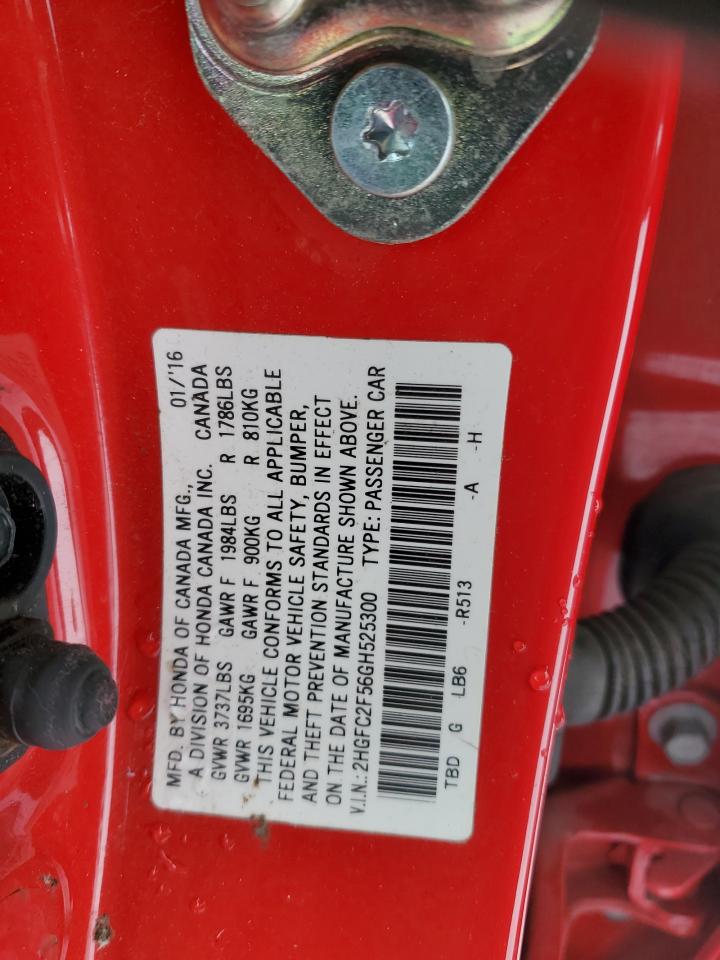 MFD. BY HONDA OF CANADA MFG., 01/'16
A DIVISION OF HONDA CANADA INC. CANADA
GVWR 3737LBS GAWR F 1984LBS R 1786LBS
GVWR 1695KG GAWR F 900KG R 810KG
THIS VEHICLE CONFORMS TO ALL APPLICABLE
FEDERAL MOTOR VEHICLE SAFETY, BUMPER,
AND THEFT PREVENTION STANDARDS IN EFFECT
ON THE DATE OF MANUFACTURE SHOWN ABOVE.
V.I.N.: 2HGFC2F56GH525300 TYPE: PASSENGER CAR
TBD G LB6 -R513 -A -H